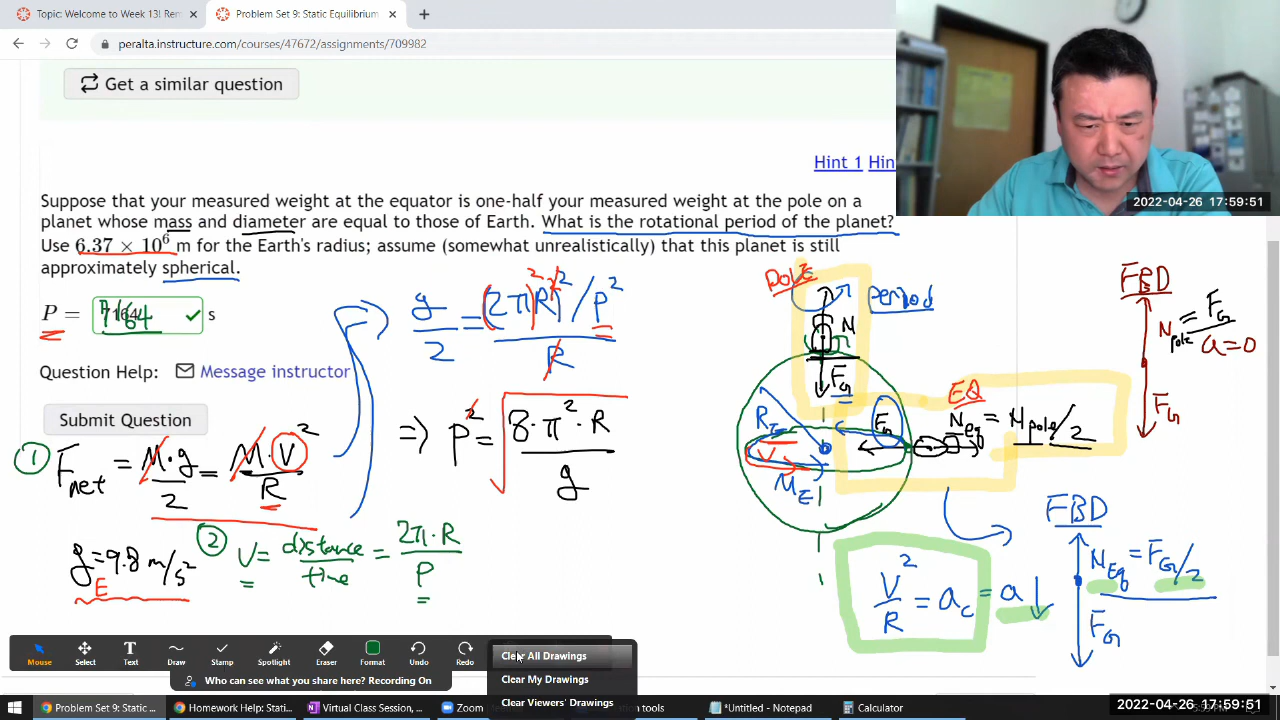 Topic: Welcome to Week 13! Rem
Problem Set 9: Static Equilibrium
peralta.instructure.com/courses/47672/assignments/709982
Get a similar question
Hint 1 Hin
2022-04-26 17:59:51
Suppose that your measured weight at the equator is one-half your measured weight at the pole on a
planet whose mass and diameter are equal to those of Earth. What is the rotational period of the planet?
Use 6.37 × 10⁶ m for the Earth's radius; assume (somewhat unrealistically) that this planet is still
approximately spherical.
P = 7164 s
Question Help: Message instructor
Submit Question
① F_net = M·g/2 = M·V²/R
g_E = 9.8 m/s²
② V = distance/time = 2π·R/P
=> g/2 = (2πR)²/P² / R
=> P² = 8·π²·R/g
Pole
period
N
F_G
EQ
R_E
F_G
N_eq = N_pole/2
V
M_E
FBD
N_pole = F_G
a=0
F_G
FBD
N_Eq = F_G/2
F_G
V²/R = a_c = a↓
Mouse
Select
Text
Draw
Stamp
Spotlight
Eraser
Format
Undo
Redo
Clear All Drawings
Clear My Drawings
Clear Viewers' Drawings
Who can see what you share here? Recording On
Problem Set 9: Static ...
Homework Help: Stati...
Virtual Class Session, ...
Zoom
tion tools
*Untitled - Notepad
Calculator
2022-04-26 17:59:51